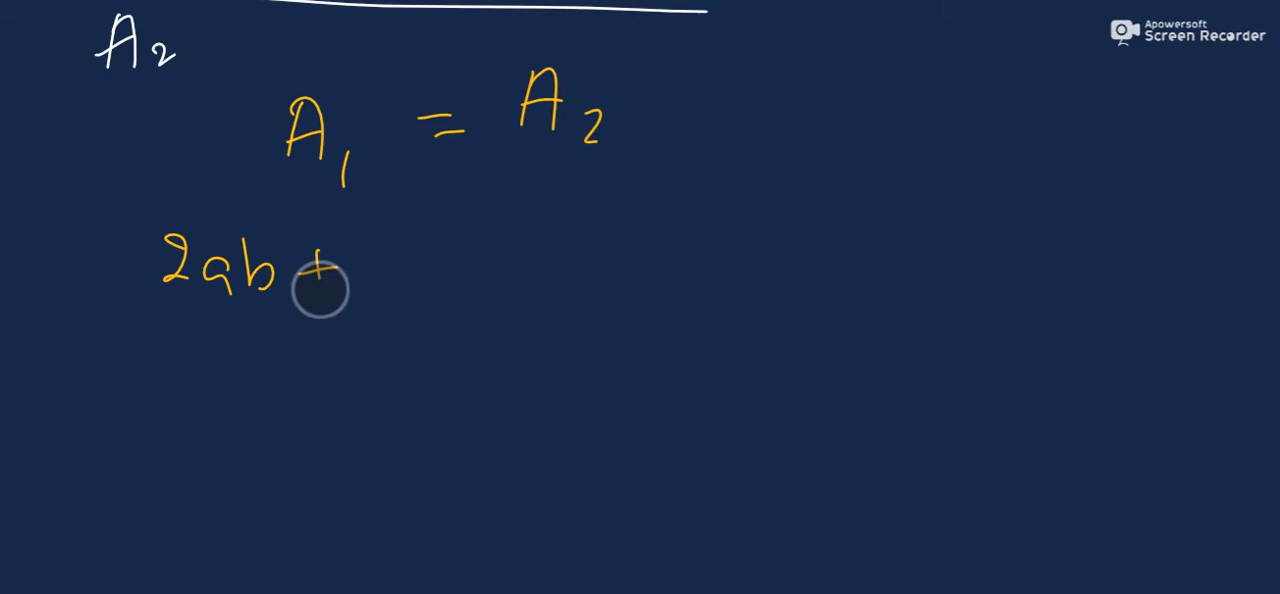 Apowersoft
Screen Recorder
A₂
A₁ = A₂
2ab +